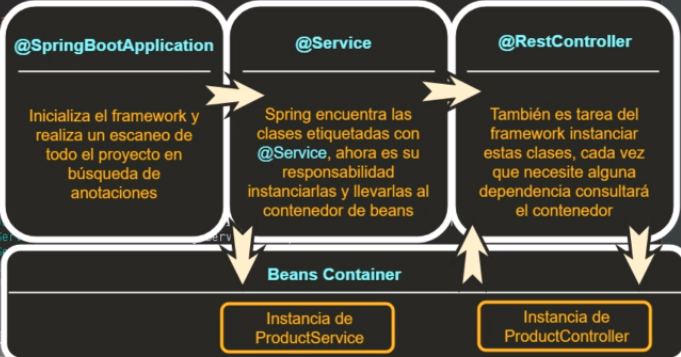 @SpringBootApplication
Inicializa el framework y
realiza un escaneo de
todo el proyecto en
búsqueda de
anotaciones
@Service
Spring encuentra las
clases etiquetadas con
@Service, ahora es su
responsabilidad
instanciarlas y llevarlas al
contenedor de beans
@RestController
También es tarea del
framework instanciar
estas clases, cada vez
que necesite alguna
dependencia consultará
el contenedor
Beans Container
Instancia de
ProductService
Instancia de
ProductController